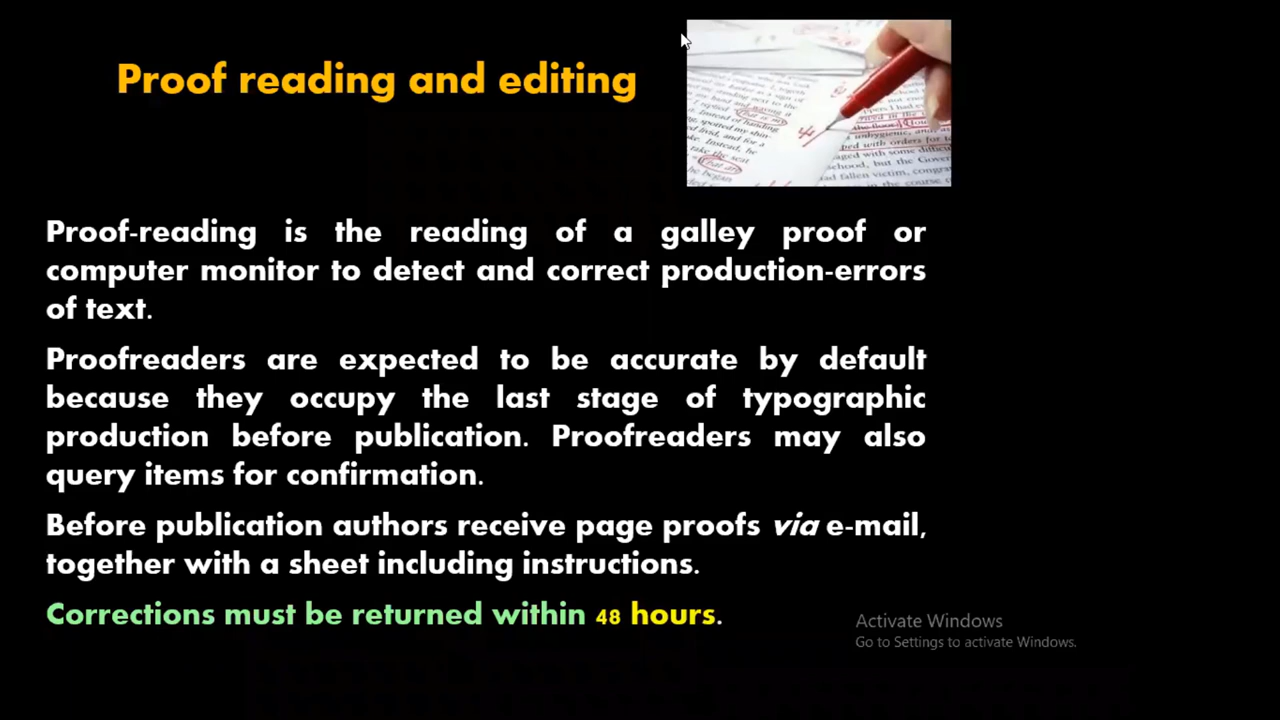 Proof reading and editing
Proof-reading is the reading of a galley proof or
computer monitor to detect and correct production-errors
of text.
Proofreaders are expected to be accurate by default
because they occupy the last stage of typographic
production before publication. Proofreaders may also
query items for confirmation.
Before publication authors receive page proofs via e-mail,
together with a sheet including instructions.
Corrections must be returned within 48 hours.
Activate Windows
Go to Settings to activate Windows.